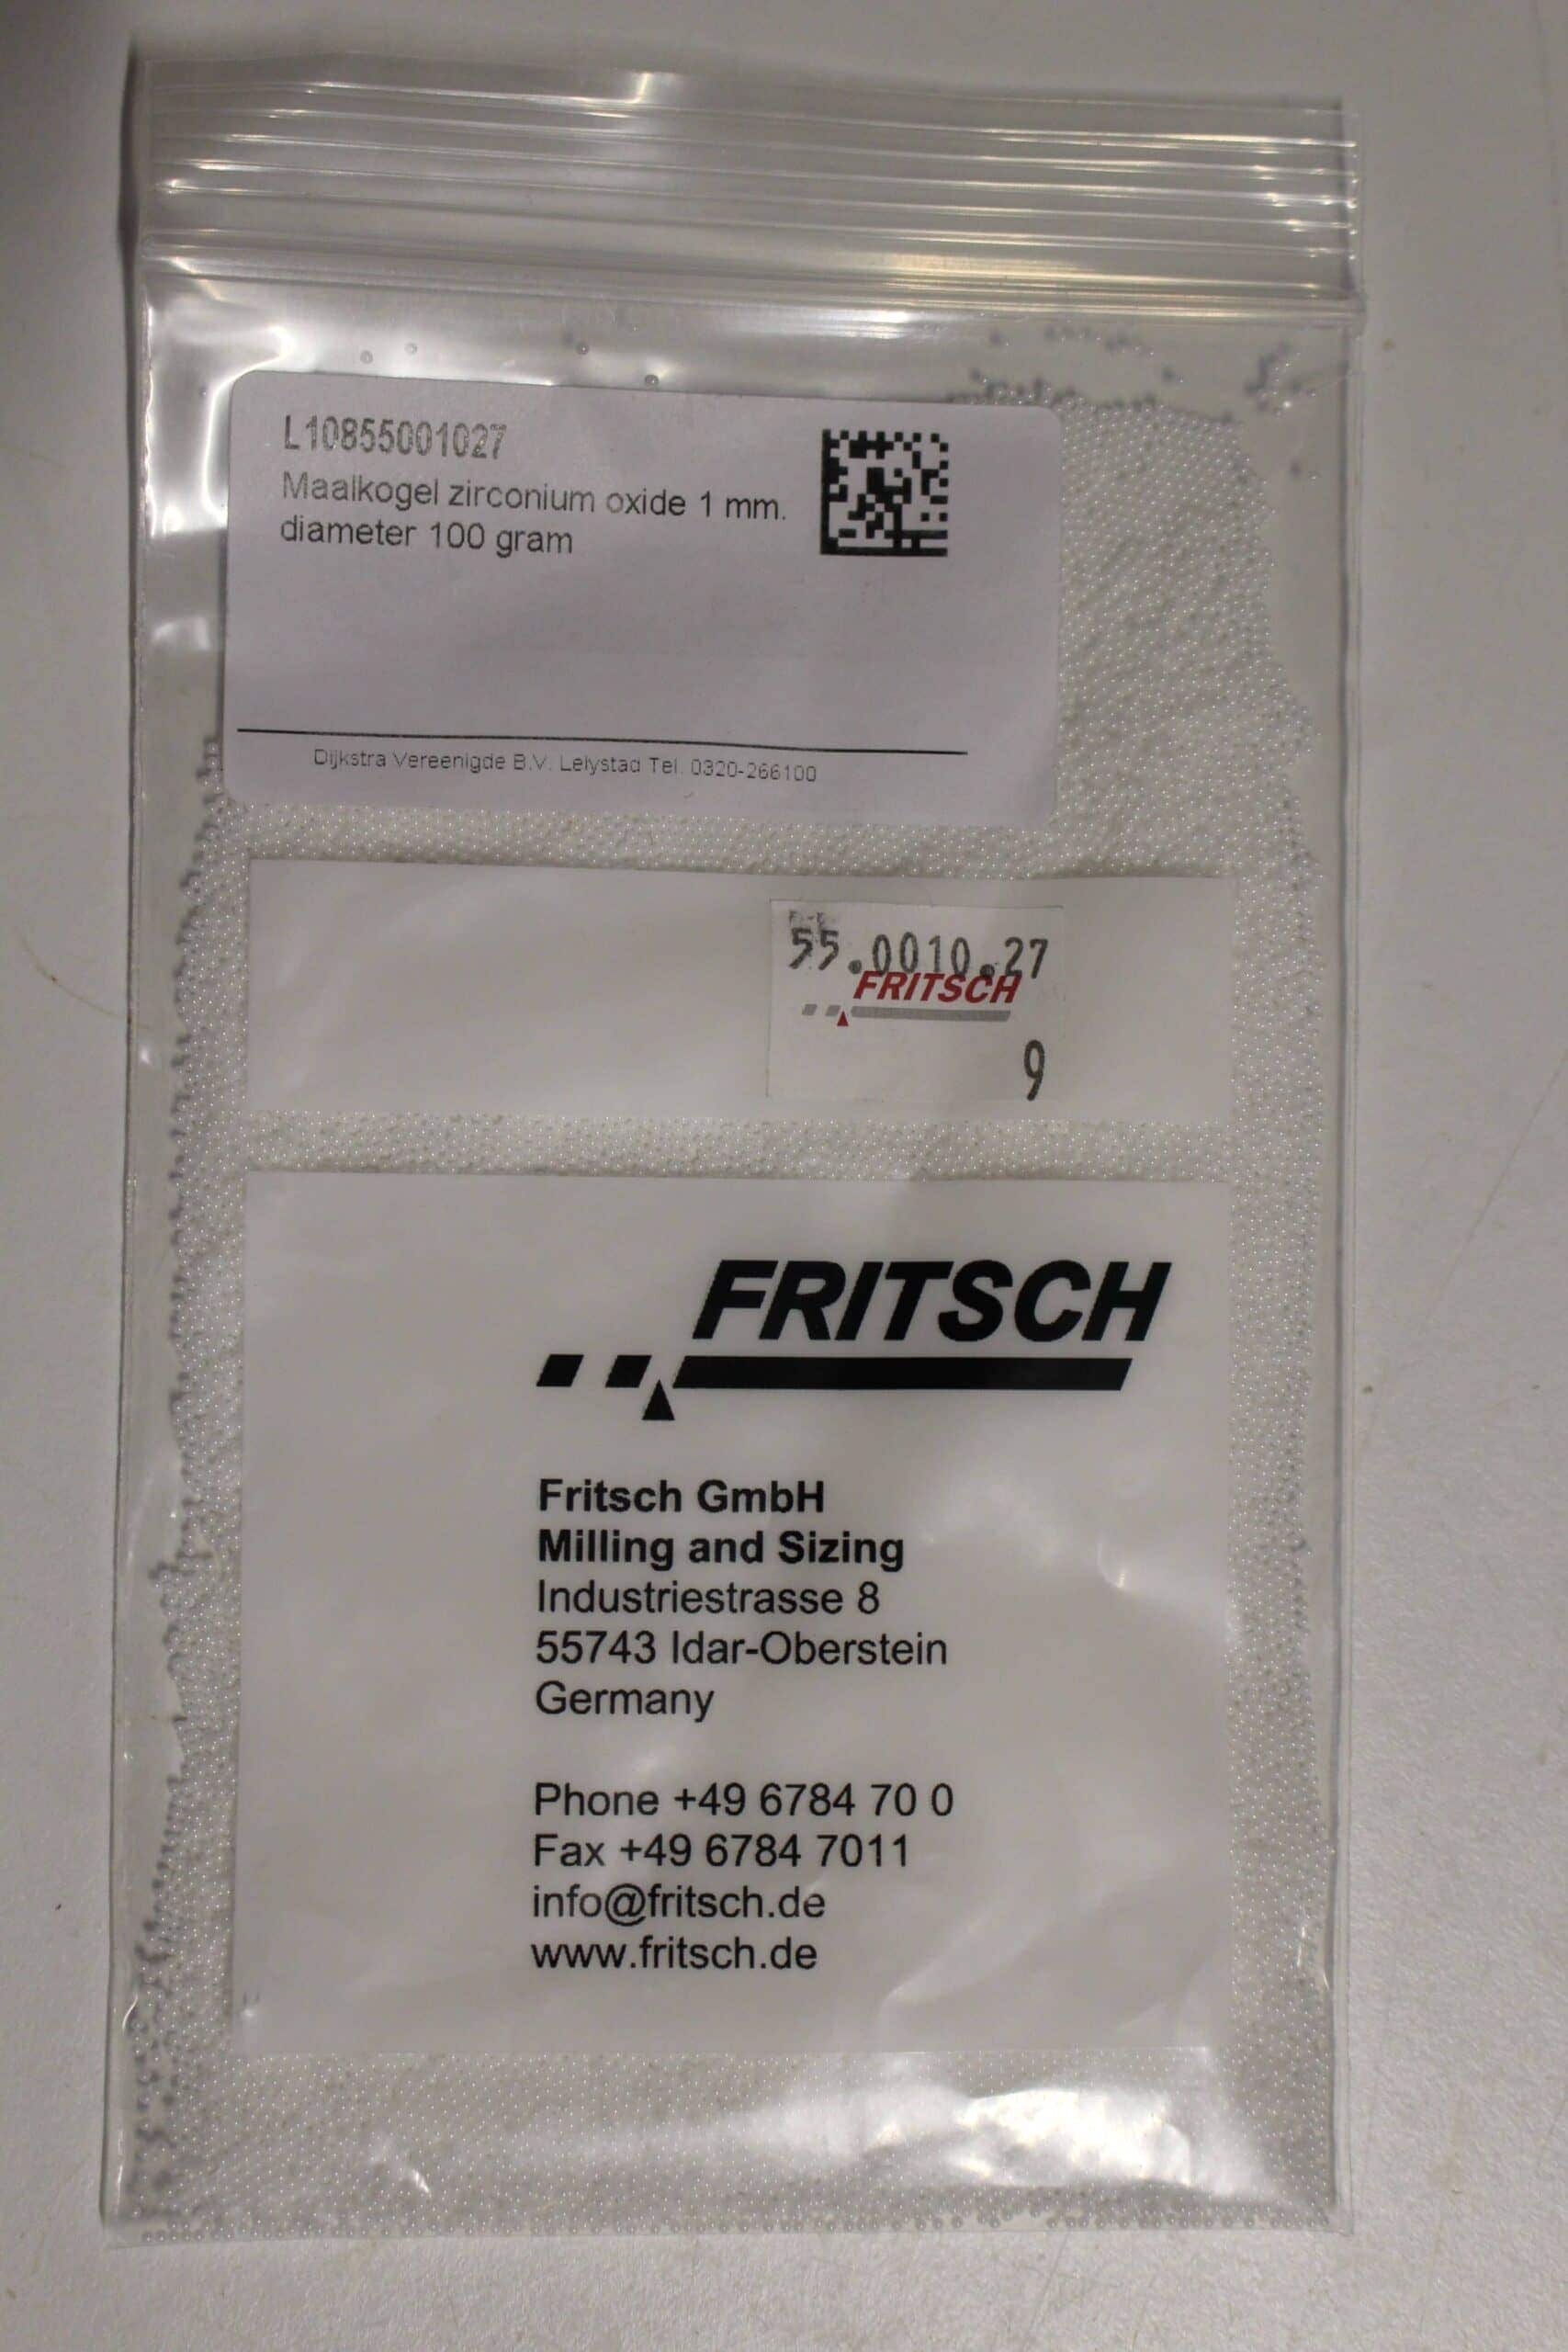 L10855001027
Maalkogel zirconium oxide 1 mm.
diameter 100 gram
Dijkstra Vereenigde B.V. Lelystad Tel. 0320-266100
55.0010.27
FRITSCH
9
FRITSCH
Fritsch GmbH
Milling and Sizing
Industriestrasse 8
55743 Idar-Oberstein
Germany
Phone +49 6784 70 0
Fax +49 6784 7011
info@fritsch.de
www.fritsch.de